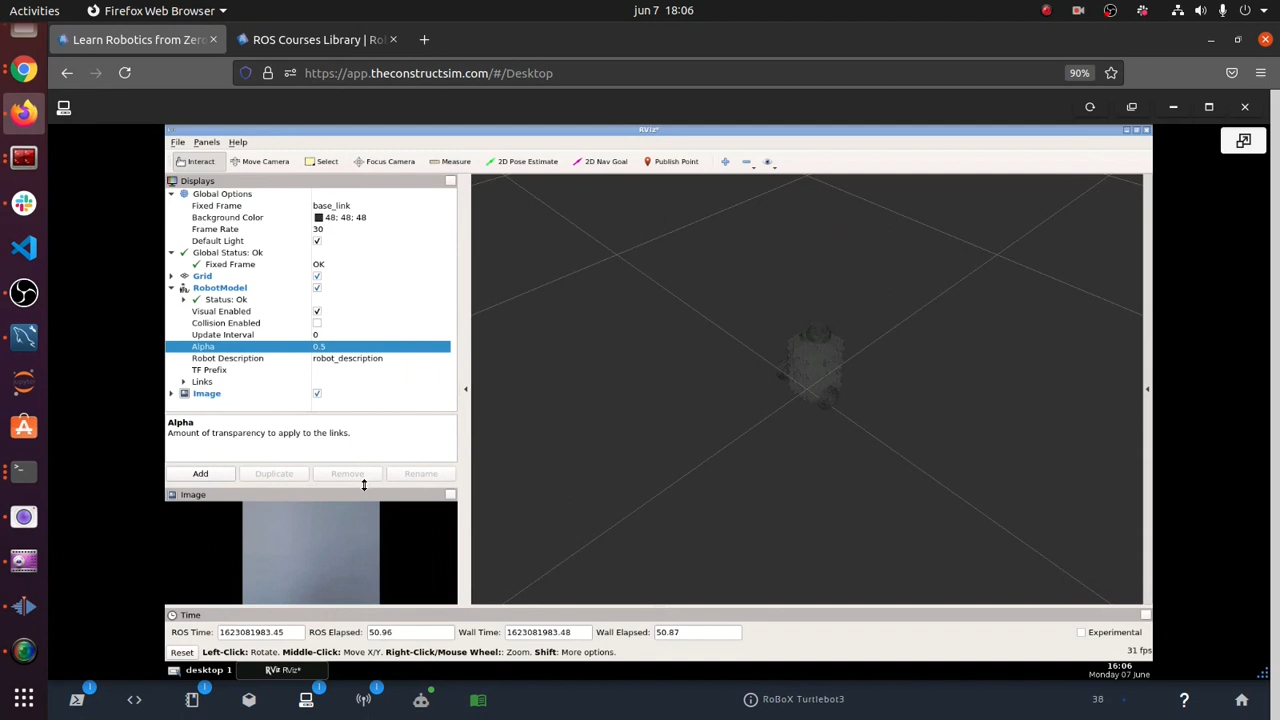 Activities
Firefox Web Browser
jun 7 18:06
Learn Robotics from Zero
ROS Courses Library | Ro
https://app.theconstructsim.com/#/Desktop
90%
RViz*
File Panels Help
Interact Move Camera Select Focus Camera Measure 2D Pose Estimate 2D Nav Goal Publish Point
Displays
Global Options
Fixed Frame base_link
Background Color 48; 48; 48
Frame Rate 30
Default Light
Global Status: Ok
Fixed Frame OK
Grid
RobotModel
Status: Ok
Visual Enabled
Collision Enabled
Update Interval 0
Alpha 0.5
Robot Description robot_description
TF Prefix
Links
Image
Alpha
Amount of transparency to apply to the links.
Add Duplicate Remove Rename
Image
Time
ROS Time: 1623081983.45 ROS Elapsed: 50.96 Wall Time: 1623081983.48 Wall Elapsed: 50.87 Experimental
Reset Left-Click: Rotate. Middle-Click: Move X/Y. Right-Click/Mouse Wheel:: Zoom. Shift: More options. 31 fps
desktop 1 RViz*
16:06
Monday 07 June
1 1 1 1
RoBoX Turtlebot3
38
?